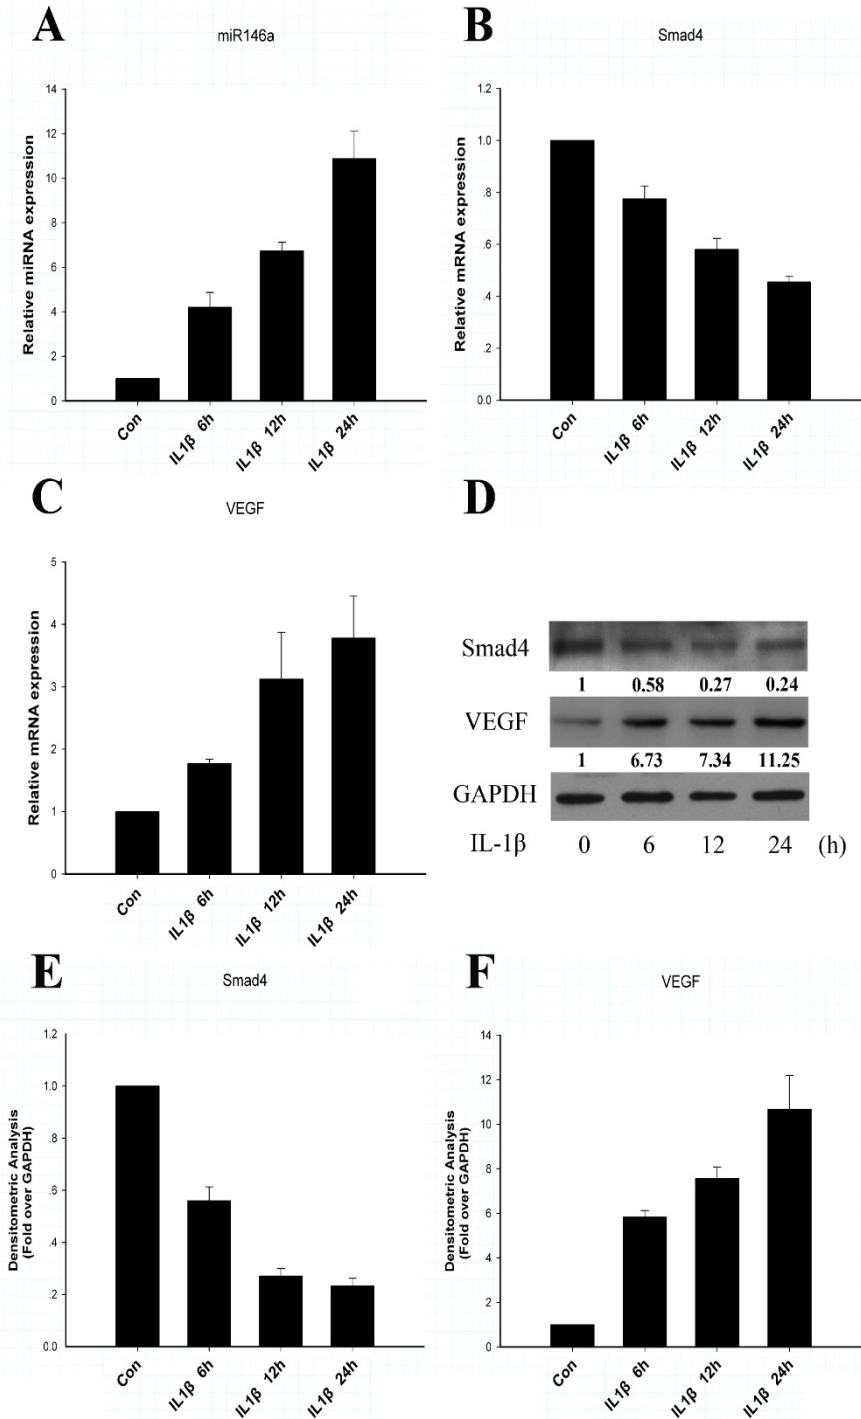 A
miR146a
Relative miRNA expression
14
12
10
8
6
4
2
0
Con
IL1β 6h
IL1β 12h
IL1β 24h
B
Smad4
Relative mRNA expression
1.2
1.0
.8
.6
.4
.2
0.0
Con
IL1β 6h
IL1β 12h
IL1β 24h
C
VEGF
Relative mRNA expression
5
4
3
2
1
0
Con
IL1β 6h
IL1β 12h
IL1β 24h
D
Smad4
1 0.58 0.27 0.24
VEGF
1 6.73 7.34 11.25
GAPDH
IL-1β 0 6 12 24 (h)
E
Smad4
Densitometric Analysis
(Fold over GAPDH)
1.2
1.0
.8
.6
.4
.2
0.0
Con
IL1β 6h
IL1β 12h
IL1β 24h
F
VEGF
Densitometric Analysis
(Fold over GAPDH)
14
12
10
8
6
4
2
0
Con
IL1β 6h
IL1β 12h
IL1β 24h